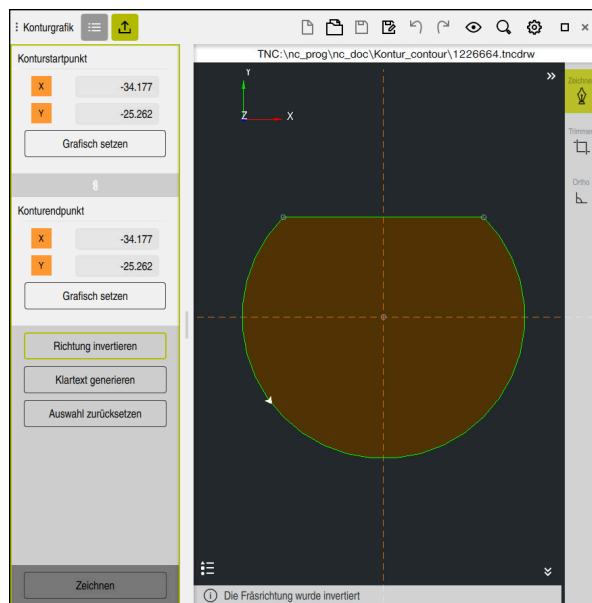 Konturgrafik
TNC:\nc_prog\nc_doc\Kontur_contour\1226664.tncdrw
Konturstartpunkt
X -34.177
Y -25.262
Grafisch setzen
Konturendpunkt
X -34.177
Y -25.262
Grafisch setzen
Richtung invertieren
Klartext generieren
Auswahl zurücksetzen
Zeichnen
Y
Z X
Die Fräsrichtung wurde invertiert
Zeichne
Trimmen
Ortho